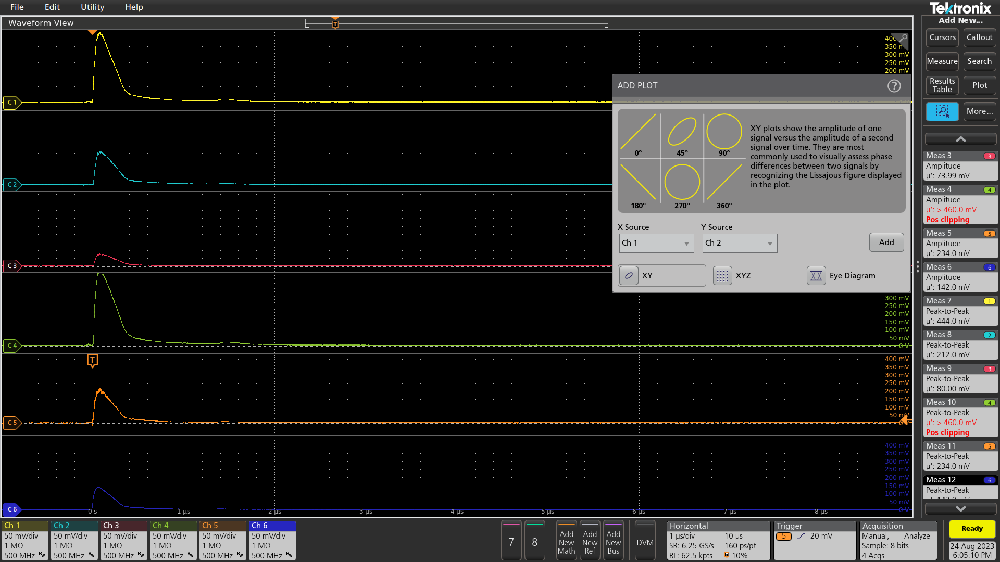 File Edit Utility Help
Tektronix
Waveform View
T
Add New...
Cursors Callout
Measure Search
Results Table Plot
More...
350 m
300 mV
250 mV
200 mV
C 1
C 2
C 3
C 4
T
C 5
C 6
ADD PLOT ?
0° 45° 90°
180° 270° 360°
XY plots show the amplitude of one
signal versus the amplitude of a second
signal over time. They are most
commonly used to visually assess phase
differences between two signals by
recognizing the Lissajous figure displayed
in the plot.
X Source Y Source
Ch 1 Ch 2 Add
XY XYZ Eye Diagram
300 mV
250 mV
200 mV
150 mV
100 mV
50 mV
0 V
400 mV
350 mV
300 mV
250 mV
200 mV
150 mV
100 mV
50 mV
400 mV
350 mV
300 mV
250 mV
200 mV
150 mV
100 mV
50 mV
0 s 1 µs 2 µs 3 µs 4 µs 5 µs 6 µs 7 µs 8 µs
Meas 3 3
Amplitude
µ': 73.99 mV
Meas 4 4
Amplitude
µ': > 460.0 mV
Pos clipping
Meas 5 5
Amplitude
µ': 234.0 mV
Meas 6 6
Amplitude
µ': 142.0 mV
Meas 7 1
Peak-to-Peak
µ': 444.0 mV
Meas 8 2
Peak-to-Peak
µ': 212.0 mV
Meas 9 3
Peak-to-Peak
µ': 80.00 mV
Meas 10 4
Peak-to-Peak
µ': > 460.0 mV
Pos clipping
Meas 11 5
Peak-to-Peak
µ': 234.0 mV
Meas 12 6
Peak-to-Peak
Ch 1
50 mV/div
1 MΩ
500 MHz Bw
Ch 2
50 mV/div
1 MΩ
500 MHz Bw
Ch 3
50 mV/div
1 MΩ
500 MHz Bw
Ch 4
50 mV/div
1 MΩ
500 MHz Bw
Ch 5
50 mV/div
1 MΩ
500 MHz Bw
Ch 6
50 mV/div
1 MΩ
500 MHz Bw
7
8
Add New Math
Add New Ref
Add New Bus
DVM
Horizontal
1 µs/div 10 µs
SR: 6.25 GS/s 160 ps/pt
RL: 62.5 kpts T 10%
Trigger
5 20 mV
Acquisition
Manual, Analyze
Sample: 8 bits
4 Acqs
Ready
24 Aug 2023
6:05:10 PM